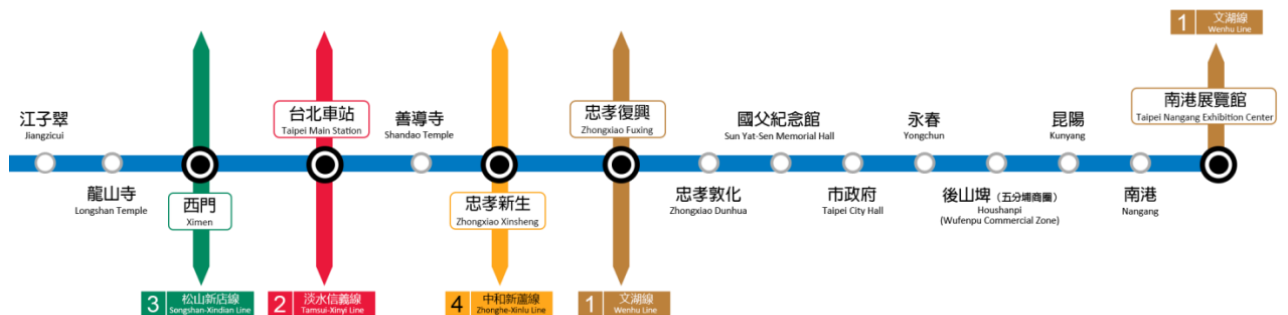 1 文湖線
Wenhu Line
江子翠
Jiangzicui
龍山寺
Longshan Temple
西門
Ximen
台北車站
Taipei Main Station
善導寺
Shandao Temple
忠孝新生
Zhongxiao Xinsheng
忠孝復興
Zhongxiao Fuxing
忠孝敦化
Zhongxiao Dunhua
國父紀念館
Sun Yat-Sen Memorial Hall
市政府
Taipei City Hall
永春
Yongchun
後山埤(五分埔商圈)
Houshanpi
(Wufenpu Commercial Zone)
昆陽
Kunyang
南港
Nangang
南港展覽館
Taipei Nangang Exhibition Center
3 松山新店線
Songshan-Xindian Line
2 淡水信義線
Tamsui-Xinyi Line
4 中和新蘆線
Zhonghe-Xinlu Line
1 文湖線
Wenhu Line